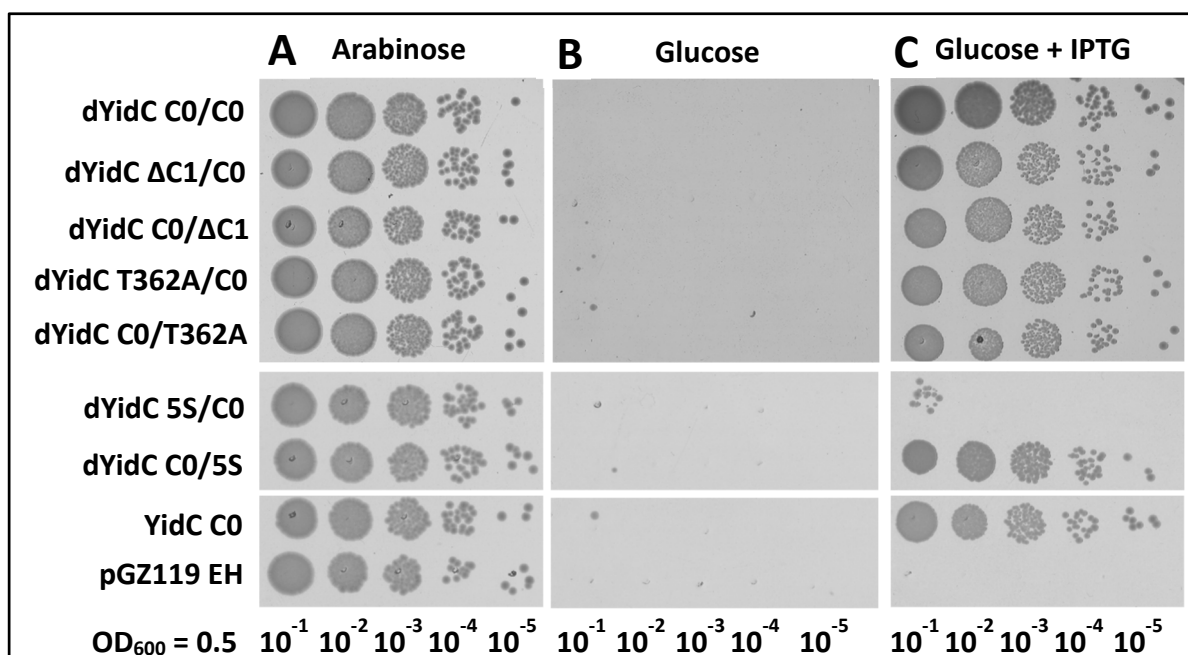 A Arabinose B Glucose C Glucose + IPTG
dYidC C0/C0
dYidC ΔC1/C0
dYidC C0/ΔC1
dYidC T362A/C0
dYidC C0/T362A
dYidC 5S/C0
dYidC C0/5S
YidC C0
pGZ119 EH
OD₆₀₀ = 0.5 10⁻¹ 10⁻² 10⁻³ 10⁻⁴ 10⁻⁵ 10⁻¹ 10⁻² 10⁻³ 10⁻⁴ 10⁻⁵ 10⁻¹ 10⁻² 10⁻³ 10⁻⁴ 10⁻⁵